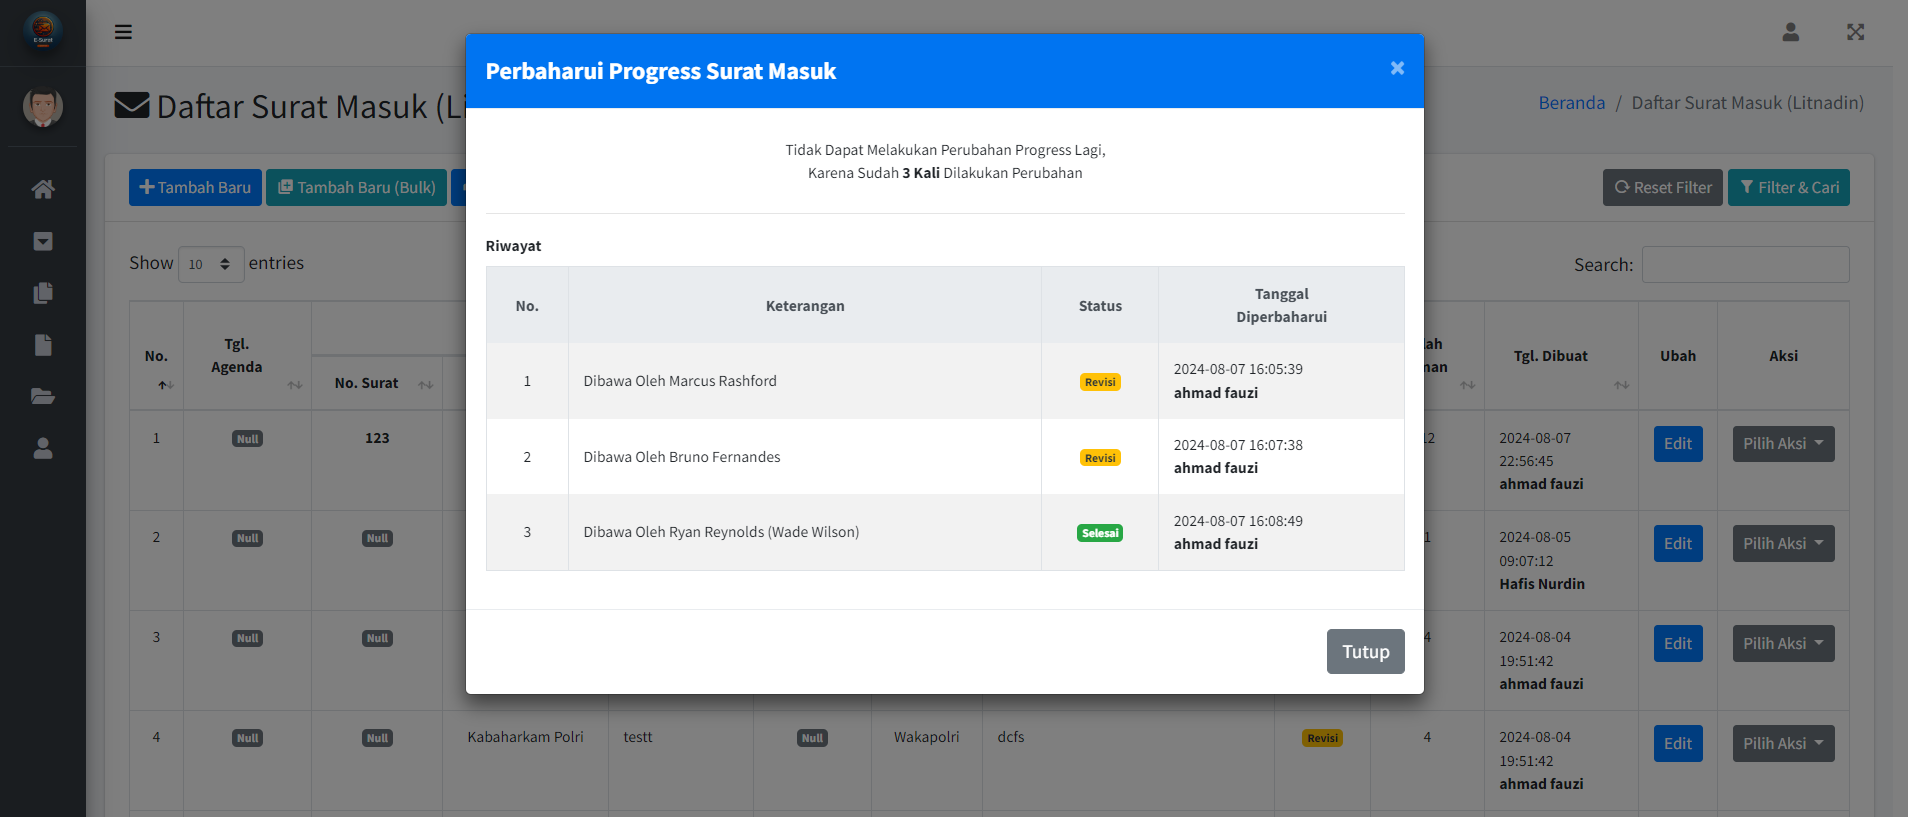 E-Surat
Daftar Surat Masuk (Li
Beranda / Daftar Surat Masuk (Litnadin)
Tambah Baru
Tambah Baru (Bulk)
Reset Filter
Filter & Cari
Show 10 entries
Search:
Perbaharui Progress Surat Masuk
×
Tidak Dapat Melakukan Perubahan Progress Lagi,
Karena Sudah 3 Kali Dilakukan Perubahan
Riwayat
No. Keterangan Status Tanggal Diperbaharui
1 Dibawa Oleh Marcus Rashford Revisi 2024-08-07 16:05:39
ahmad fauzi
2 Dibawa Oleh Bruno Fernandes Revisi 2024-08-07 16:07:38
ahmad fauzi
3 Dibawa Oleh Ryan Reynolds (Wade Wilson) Selesai 2024-08-07 16:08:49
ahmad fauzi
Tutup
No. Tgl. Agenda No. Surat lah nan Tgl. Dibuat Ubah Aksi
1 Null 123 12 2024-08-07 22:56:45 ahmad fauzi Edit Pilih Aksi
2 Null Null 1 2024-08-05 09:07:12 Hafis Nurdin Edit Pilih Aksi
3 Null Null 4 2024-08-04 19:51:42 ahmad fauzi Edit Pilih Aksi
4 Null Null Kabaharkam Polri testt Null Wakapolri dcfs Revisi 4 2024-08-04 19:51:42 ahmad fauzi Edit Pilih Aksi